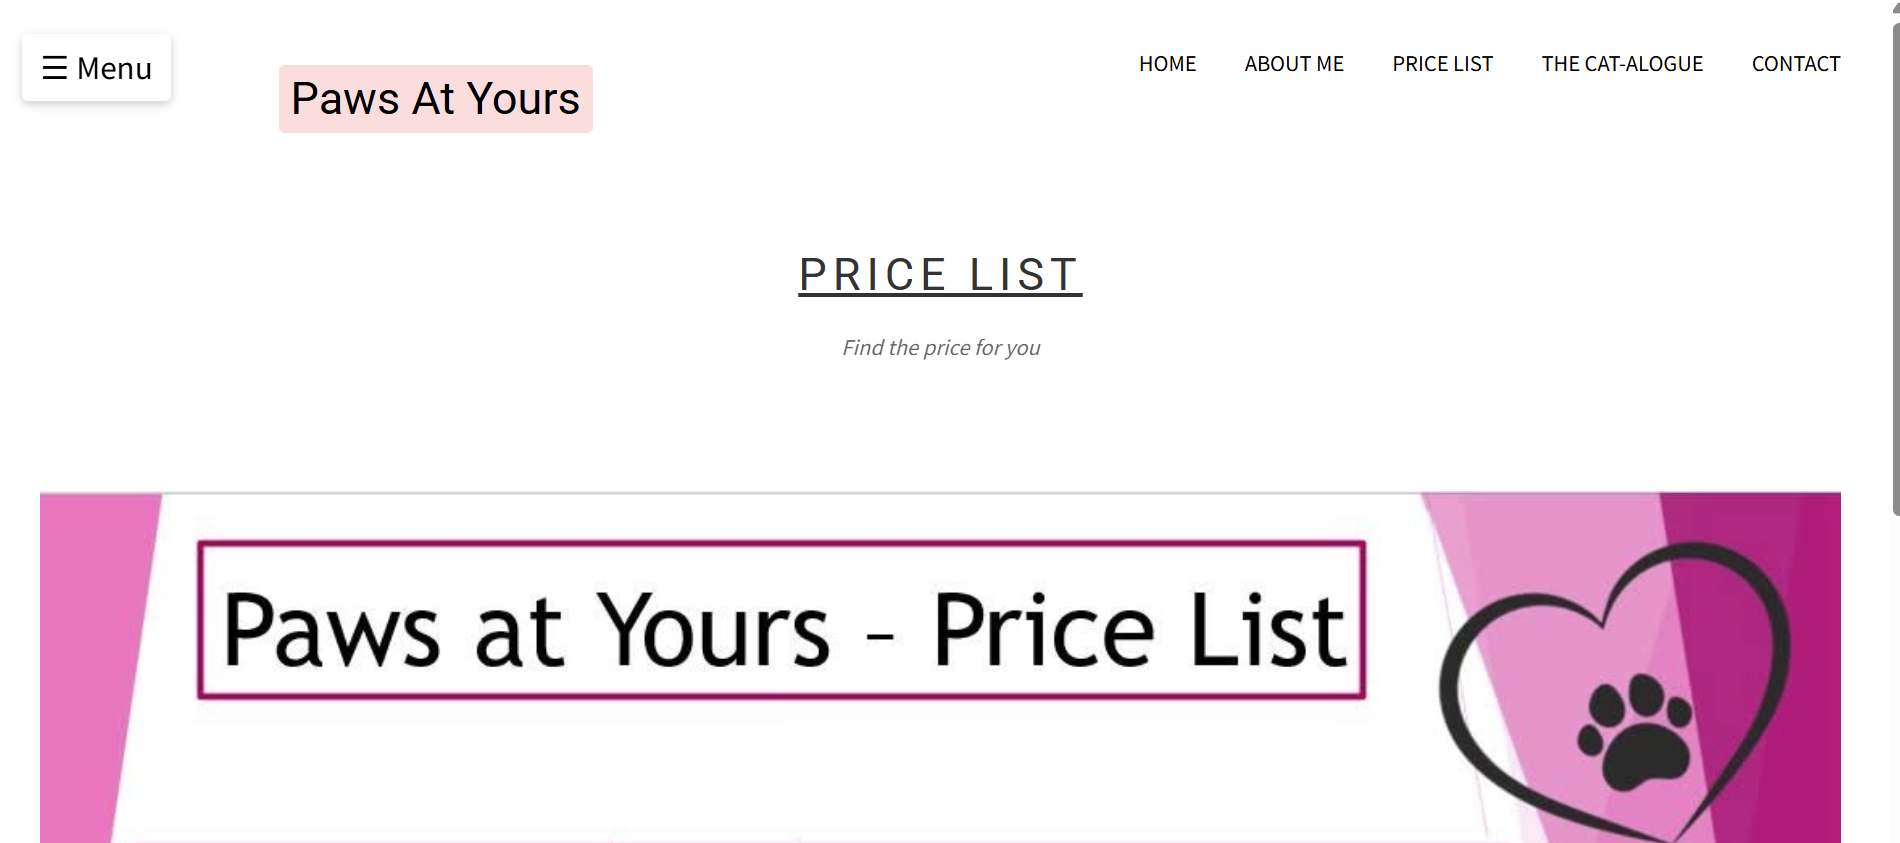 ☰ Menu
Paws At Yours
HOME ABOUT ME PRICE LIST THE CAT-ALOGUE CONTACT
PRICE LIST
Find the price for you
Paws at Yours - Price List